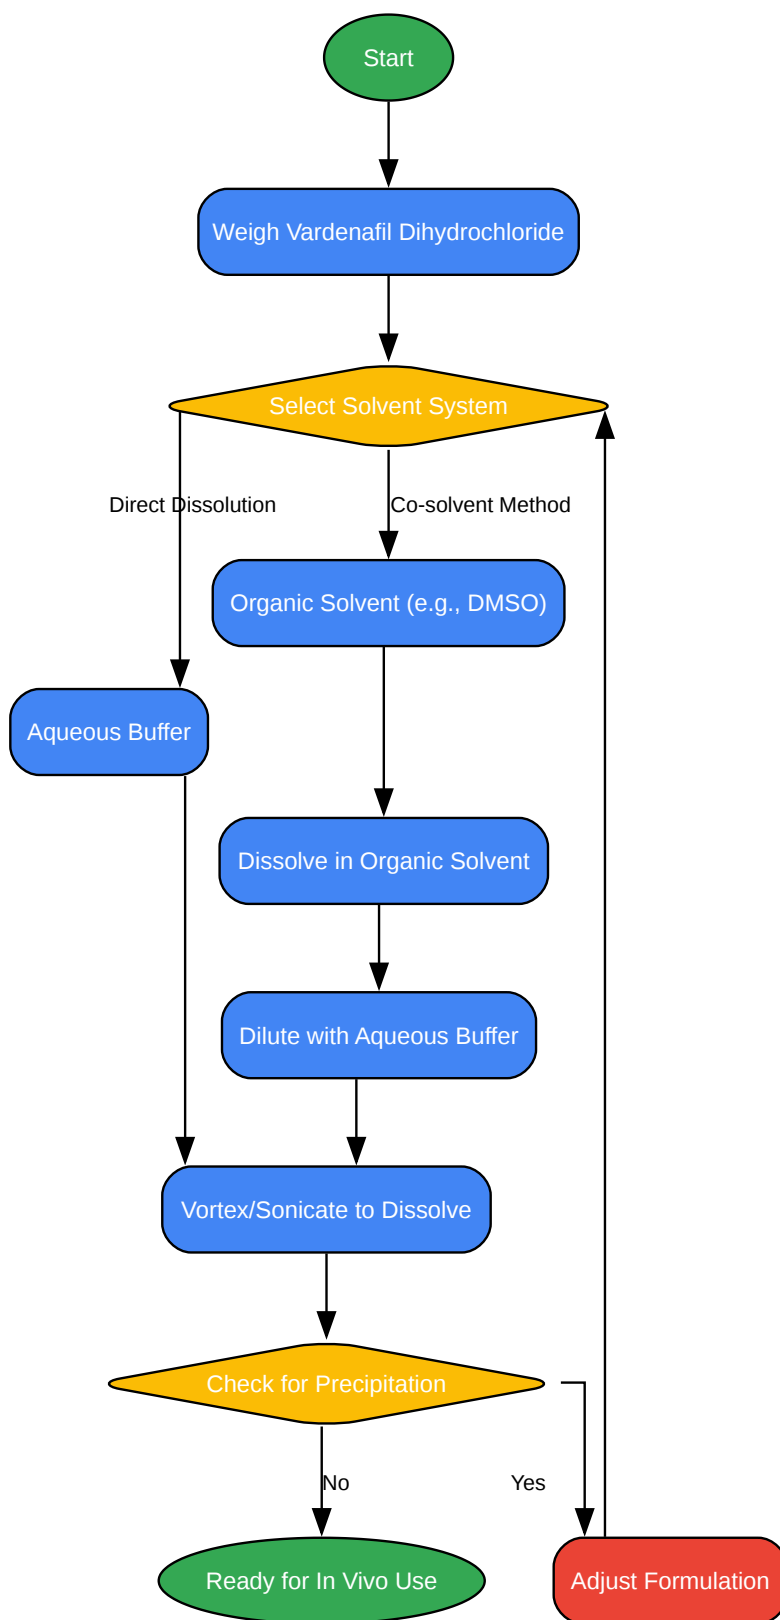 Start
Weigh Vardenafil Dihydrochloride
Select Solvent System
Direct Dissolution
Co-solvent Method
Organic Solvent (e.g., DMSO)
Aqueous Buffer
Dissolve in Organic Solvent
Dilute with Aqueous Buffer
Vortex/Sonicate to Dissolve
Check for Precipitation
No
Yes
Ready for In Vivo Use
Adjust Formulation